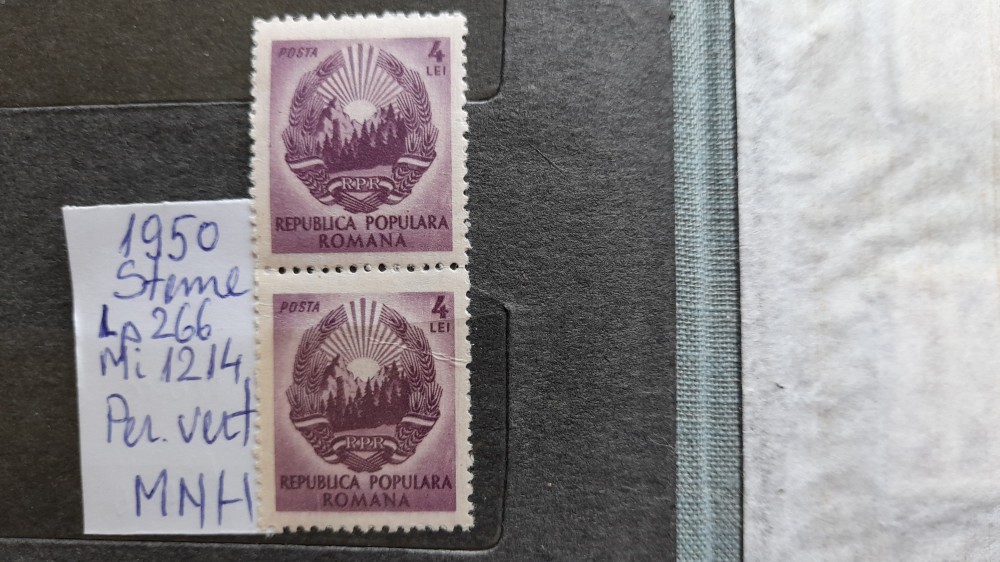 POSTA
4
LEI
RPR
REPUBLICA POPULARA
ROMANA
POSTA
4
LEI
RPR
REPUBLICA POPULARA
ROMANA
1950
Steme
Lp 266
Mi 1214
Per. vert
MNH